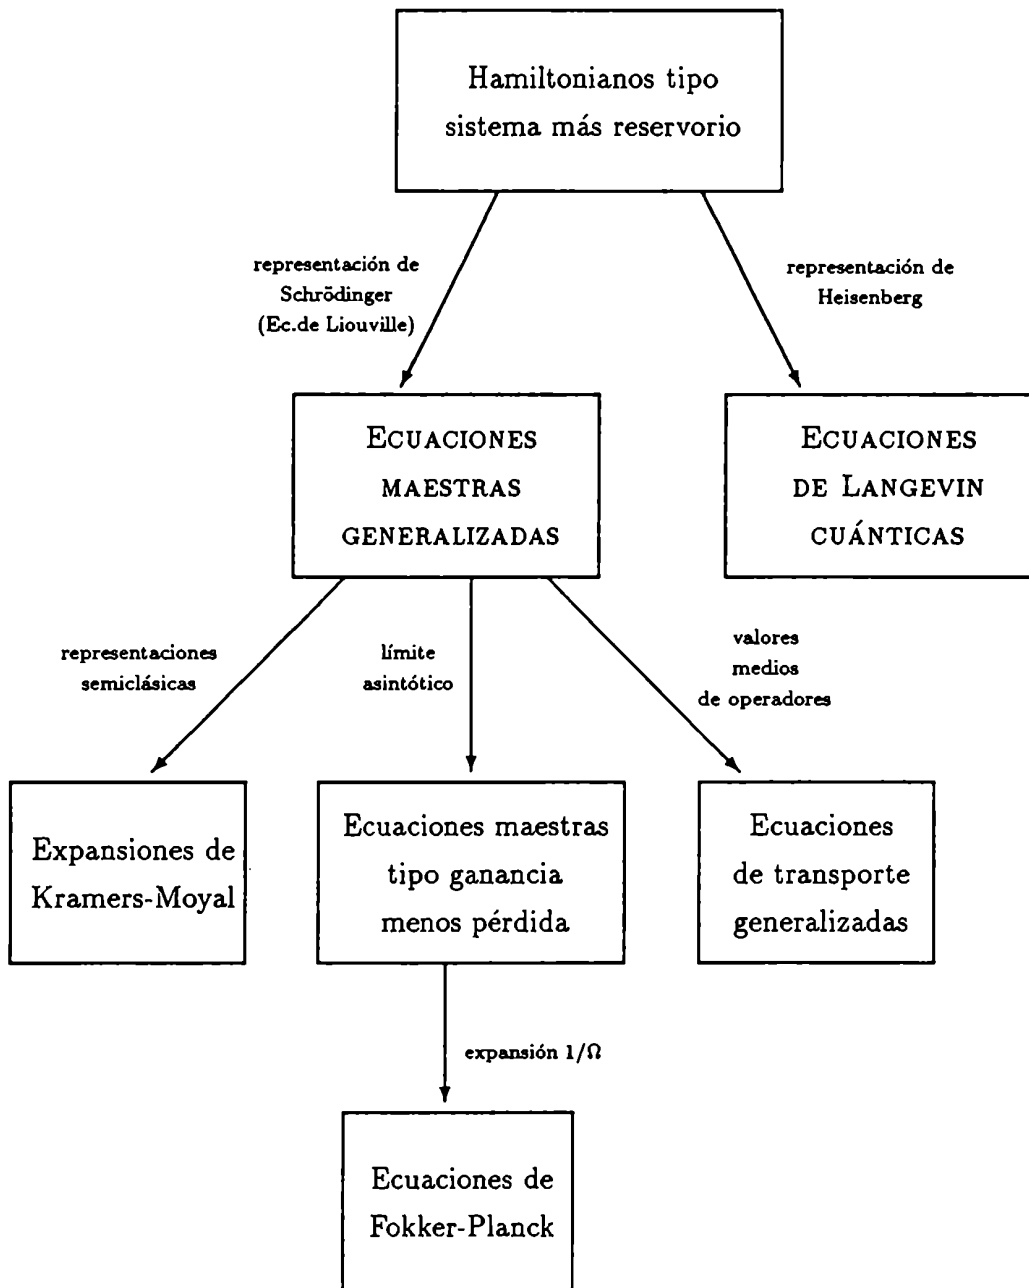 Hamiltonianos tipo
sistema más reservorio
representación de
Schrödinger
(Ec.de Liouville)
representación de
Heisenberg
ECUACIONES
MAESTRAS
GENERALIZADAS
ECUACIONES
DE LANGEVIN
CUÁNTICAS
representaciones
semiclásicas
límite
asintótico
valores
medios
de operadores
Expansiones de
Kramers-Moyal
Ecuaciones maestras
tipo ganancia
menos pérdida
Ecuaciones
de transporte
generalizadas
expansión 1/Ω
Ecuaciones de
Fokker-Planck